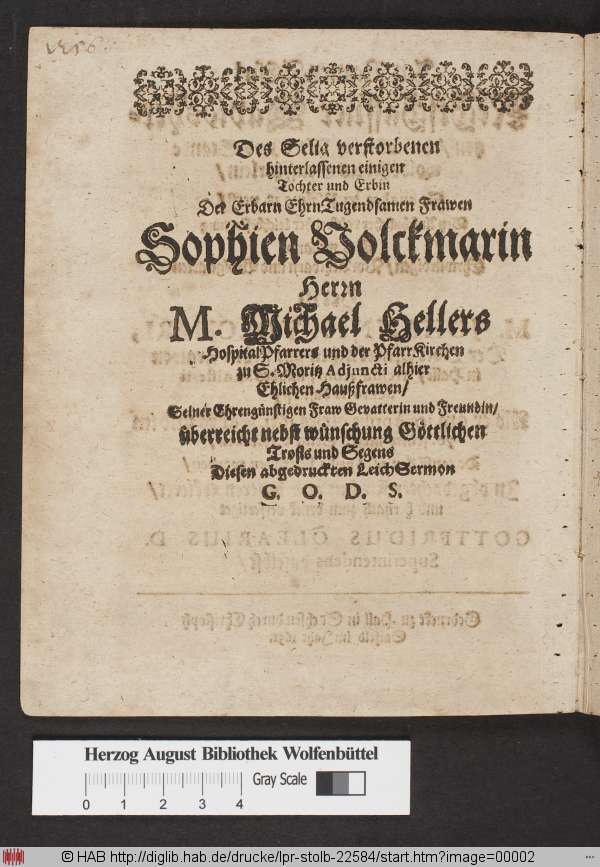 Des Selig verstorbenen
hinterlassenen einigen
Tochter und Erbin
Der Erbarn EhrnTugendsamen Frawen
Sophien Volckmarin
Herrn
M. Michael Hellers
HospitalPfarrers und der PfarrKirchen
zu S. Moritz Adjuncti alhier
Ehlichen Haußfrawen/
Seiner Ehrengünstigen Fraw Gevatterin und Freundin/
überreicht nebst wünschung Göttlichen
Trosts und Segens
Diesen abgedruckten LeichSermon
G. O. D. S.
Herzog August Bibliothek Wolfenbüttel
Gray Scale
0 1 2 3 4
© HAB http://diglib.hab.de/drucke/lpr-stolb-22584/start.htm?image=00002